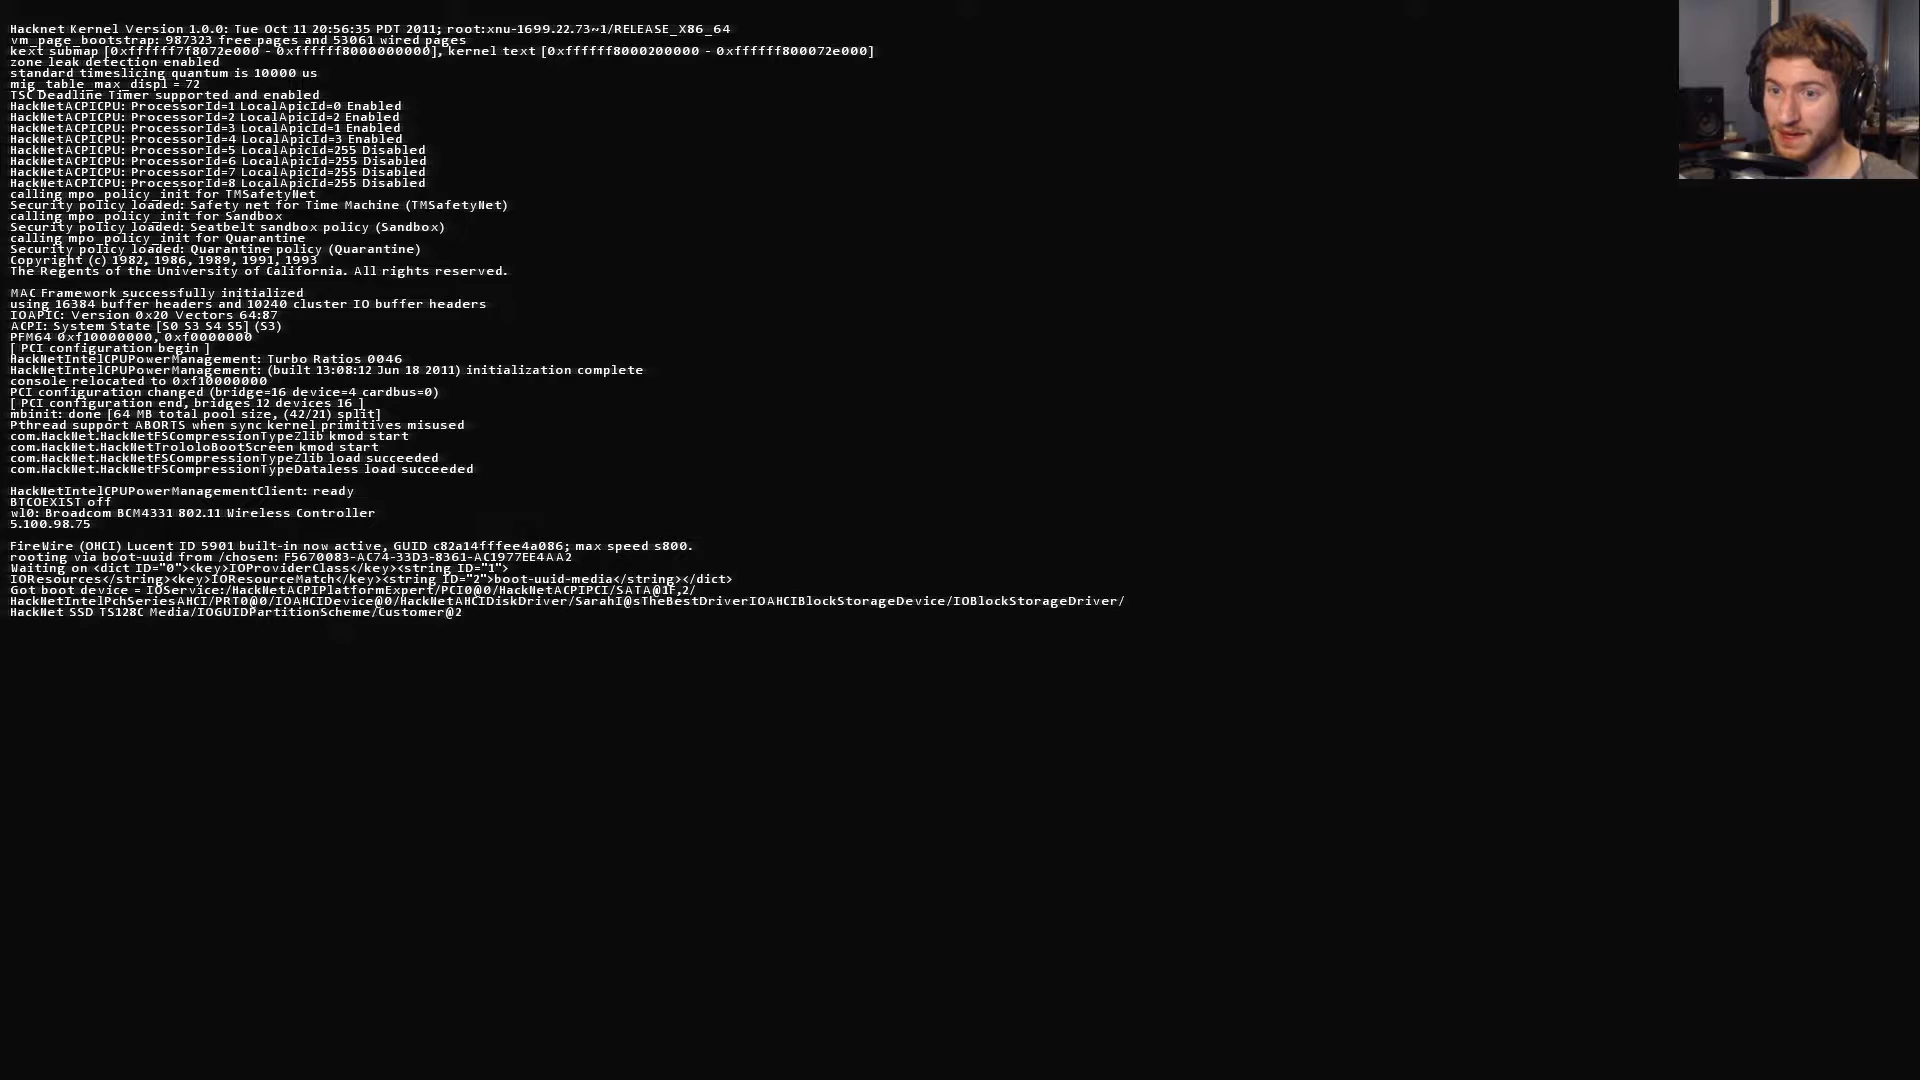 Hacknet Kernel Version 1.0.0: Tue Oct 11 20:56:35 PDT 2011; root:xnu-1699.22.73~1/RELEASE_X86_64
vm_page_bootstrap: 987323 free pages and 53061 wired pages
kext submap [0xffffff7f8072e000 - 0xffffff8000000000], kernel text [0xffffff8000200000 - 0xffffff800072e000]
zone leak detection enabled
standard timeslicing quantum is 10000 us
mig_table_max_displ = 72
TSC Deadline Timer supported and enabled
HackNetACPICPU: ProcessorId=1 LocalApicId=0 Enabled
HackNetACPICPU: ProcessorId=2 LocalApicId=2 Enabled
HackNetACPICPU: ProcessorId=3 LocalApicId=1 Enabled
HackNetACPICPU: ProcessorId=4 LocalApicId=3 Enabled
HackNetACPICPU: ProcessorId=5 LocalApicId=255 Disabled
HackNetACPICPU: ProcessorId=6 LocalApicId=255 Disabled
HackNetACPICPU: ProcessorId=7 LocalApicId=255 Disabled
HackNetACPICPU: ProcessorId=8 LocalApicId=255 Disabled
calling mpo_policy_init for TMSafetyNet
Security policy loaded: Safety net for Time Machine (TMSafetyNet)
calling mpo_policy_init for Sandbox
Security policy loaded: Seatbelt sandbox policy (Sandbox)
calling mpo_policy_init for Quarantine
Security policy loaded: Quarantine policy (Quarantine)
Copyright (c) 1982, 1986, 1989, 1991, 1993
The Regents of the University of California. All rights reserved.
MAC Framework successfully initialized
using 16384 buffer headers and 10240 cluster IO buffer headers
IOAPIC: Version 0x20 Vectors 64:87
ACPI: System State [S0 S3 S4 S5] (S3)
PFM64 0xf10000000, 0xf0000000
[ PCI configuration begin ]
HackNetIntelCPUPowerManagement: Turbo Ratios 0046
HackNetIntelCPUPowerManagement: (built 13:08:12 Jun 18 2011) initialization complete
console relocated to 0xf10000000
PCI configuration changed (bridge=16 device=4 cardbus=0)
[ PCI configuration end, bridges 12 devices 16 ]
mbinit: done [64 MB total pool size, (42/21) split]
Pthread support ABORTS when sync kernel primitives misused
com.HackNet.HackNetFSCompressionTypeZlib kmod start
com.HackNet.HackNetTrololoBootScreen kmod start
com.HackNet.HackNetFSCompressionTypeZlib load succeeded
com.HackNet.HackNetFSCompressionTypeDataless load succeeded
HackNetIntelCPUPowerManagementClient: ready
BTCOEXIST off
wl0: Broadcom BCM4331 802.11 Wireless Controller
5.100.98.75
FireWire (OHCI) Lucent ID 5901 built-in now active, GUID c82a14fffee4a086; max speed s800.
rooting via boot-uuid from /chosen: F5670083-AC74-33D3-8361-AC1977EE4AA2
Waiting on <dict ID="0"><key>IOProviderClass</key><string ID="1">
IOResources</string><key>IOResourceMatch</key><string ID="2">boot-uuid-media</string></dict>
Got boot device = IOService:/HackNetACPIPlatformExpert/PCI0@0/HackNetACPIPCI/SATA@1F,2/
HackNetIntelPchSeriesAHCI/PRT0@0/IOAHCIDevice@0/HackNetAHCIDiskDriver/SarahI@sTheBestDriverIOAHCIBlockStorageDevice/IOBlockStorageDriver/
HackNet SSD TS128C Media/IOGUIDPartitionScheme/Customer@2